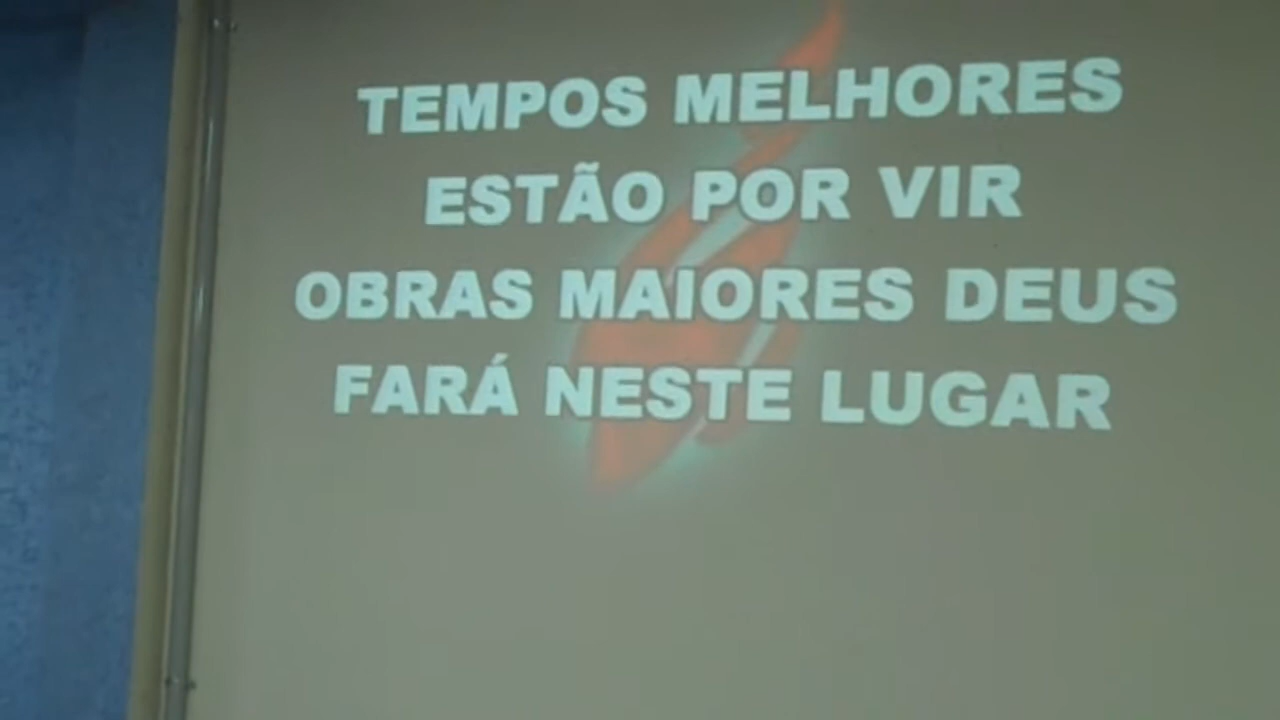 TEMPOS MELHORES
ESTÃO POR VIR
OBRAS MAIORES DEUS
FARÁ NESTE LUGAR